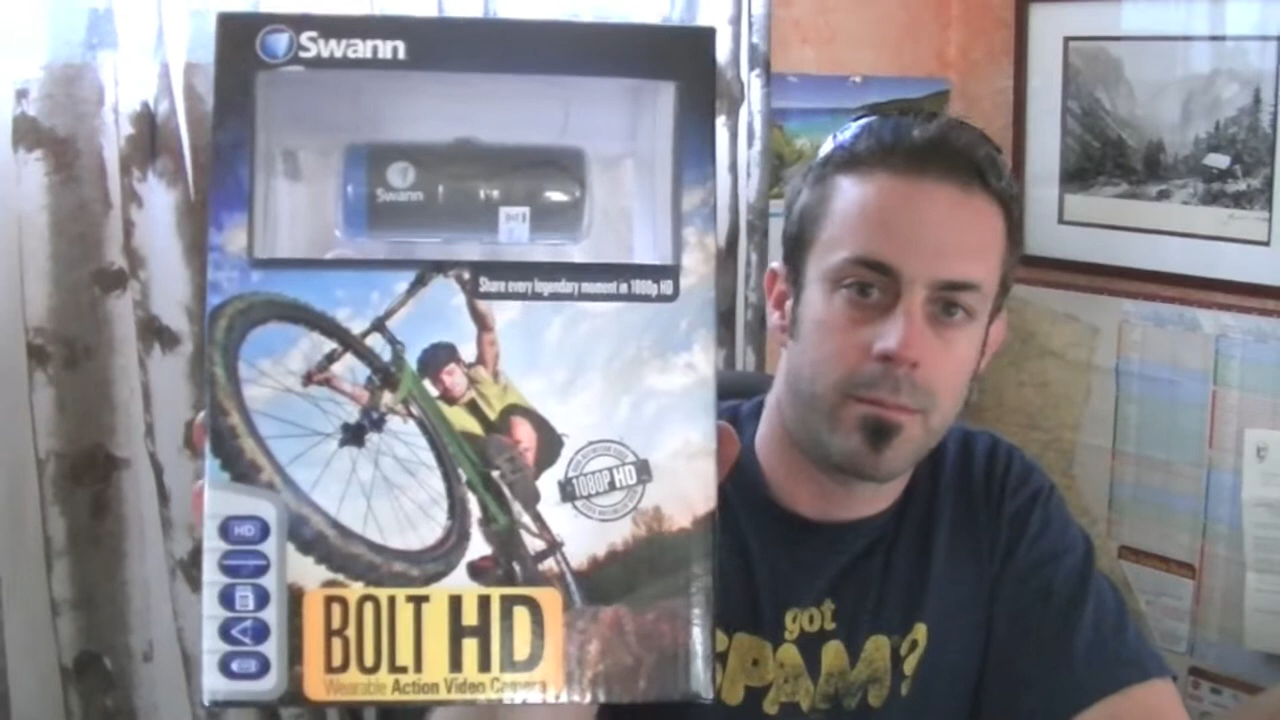 Swann
Swann
Share every legendary moment in 1080p HD
1080P HD
HD
BOLT HD
Wearable Action Video Camera
got
SPAM?